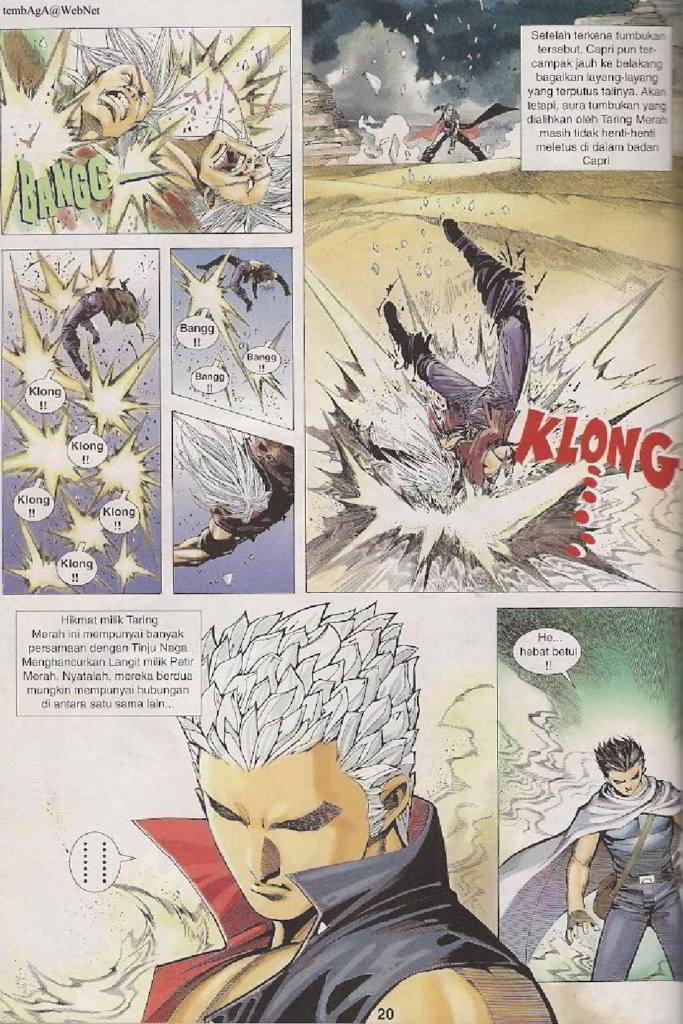 tembAgA@WebNet
BANGG
Setelah terkena tumbukan
tersebut, Capri pun ter-
campak jauh ke belakang
bagaikan layang-layang
yang terputus talinya. Akan
tetapi, aura tumbukan yang
dialihkan oleh Taring Merah
masih tidak henti-henti
meletus di dalam badan
Capri.
Klong
!!
Klong
!!
Klong
!!
Klong
!!
Klong
!!
Bangg
!!
Bangg
!!
Bangg
!!
KLONG
Hikmat milik Taring
Merah ini mempunyai banyak
persamaan dengan Tinju Naga
Menghancurkan Langit milik Petir
Merah. Nyatalah, mereka berdua
mungkin mempunyai hubungan
di antara satu sama lain...
He...
hebat betul
!!
20